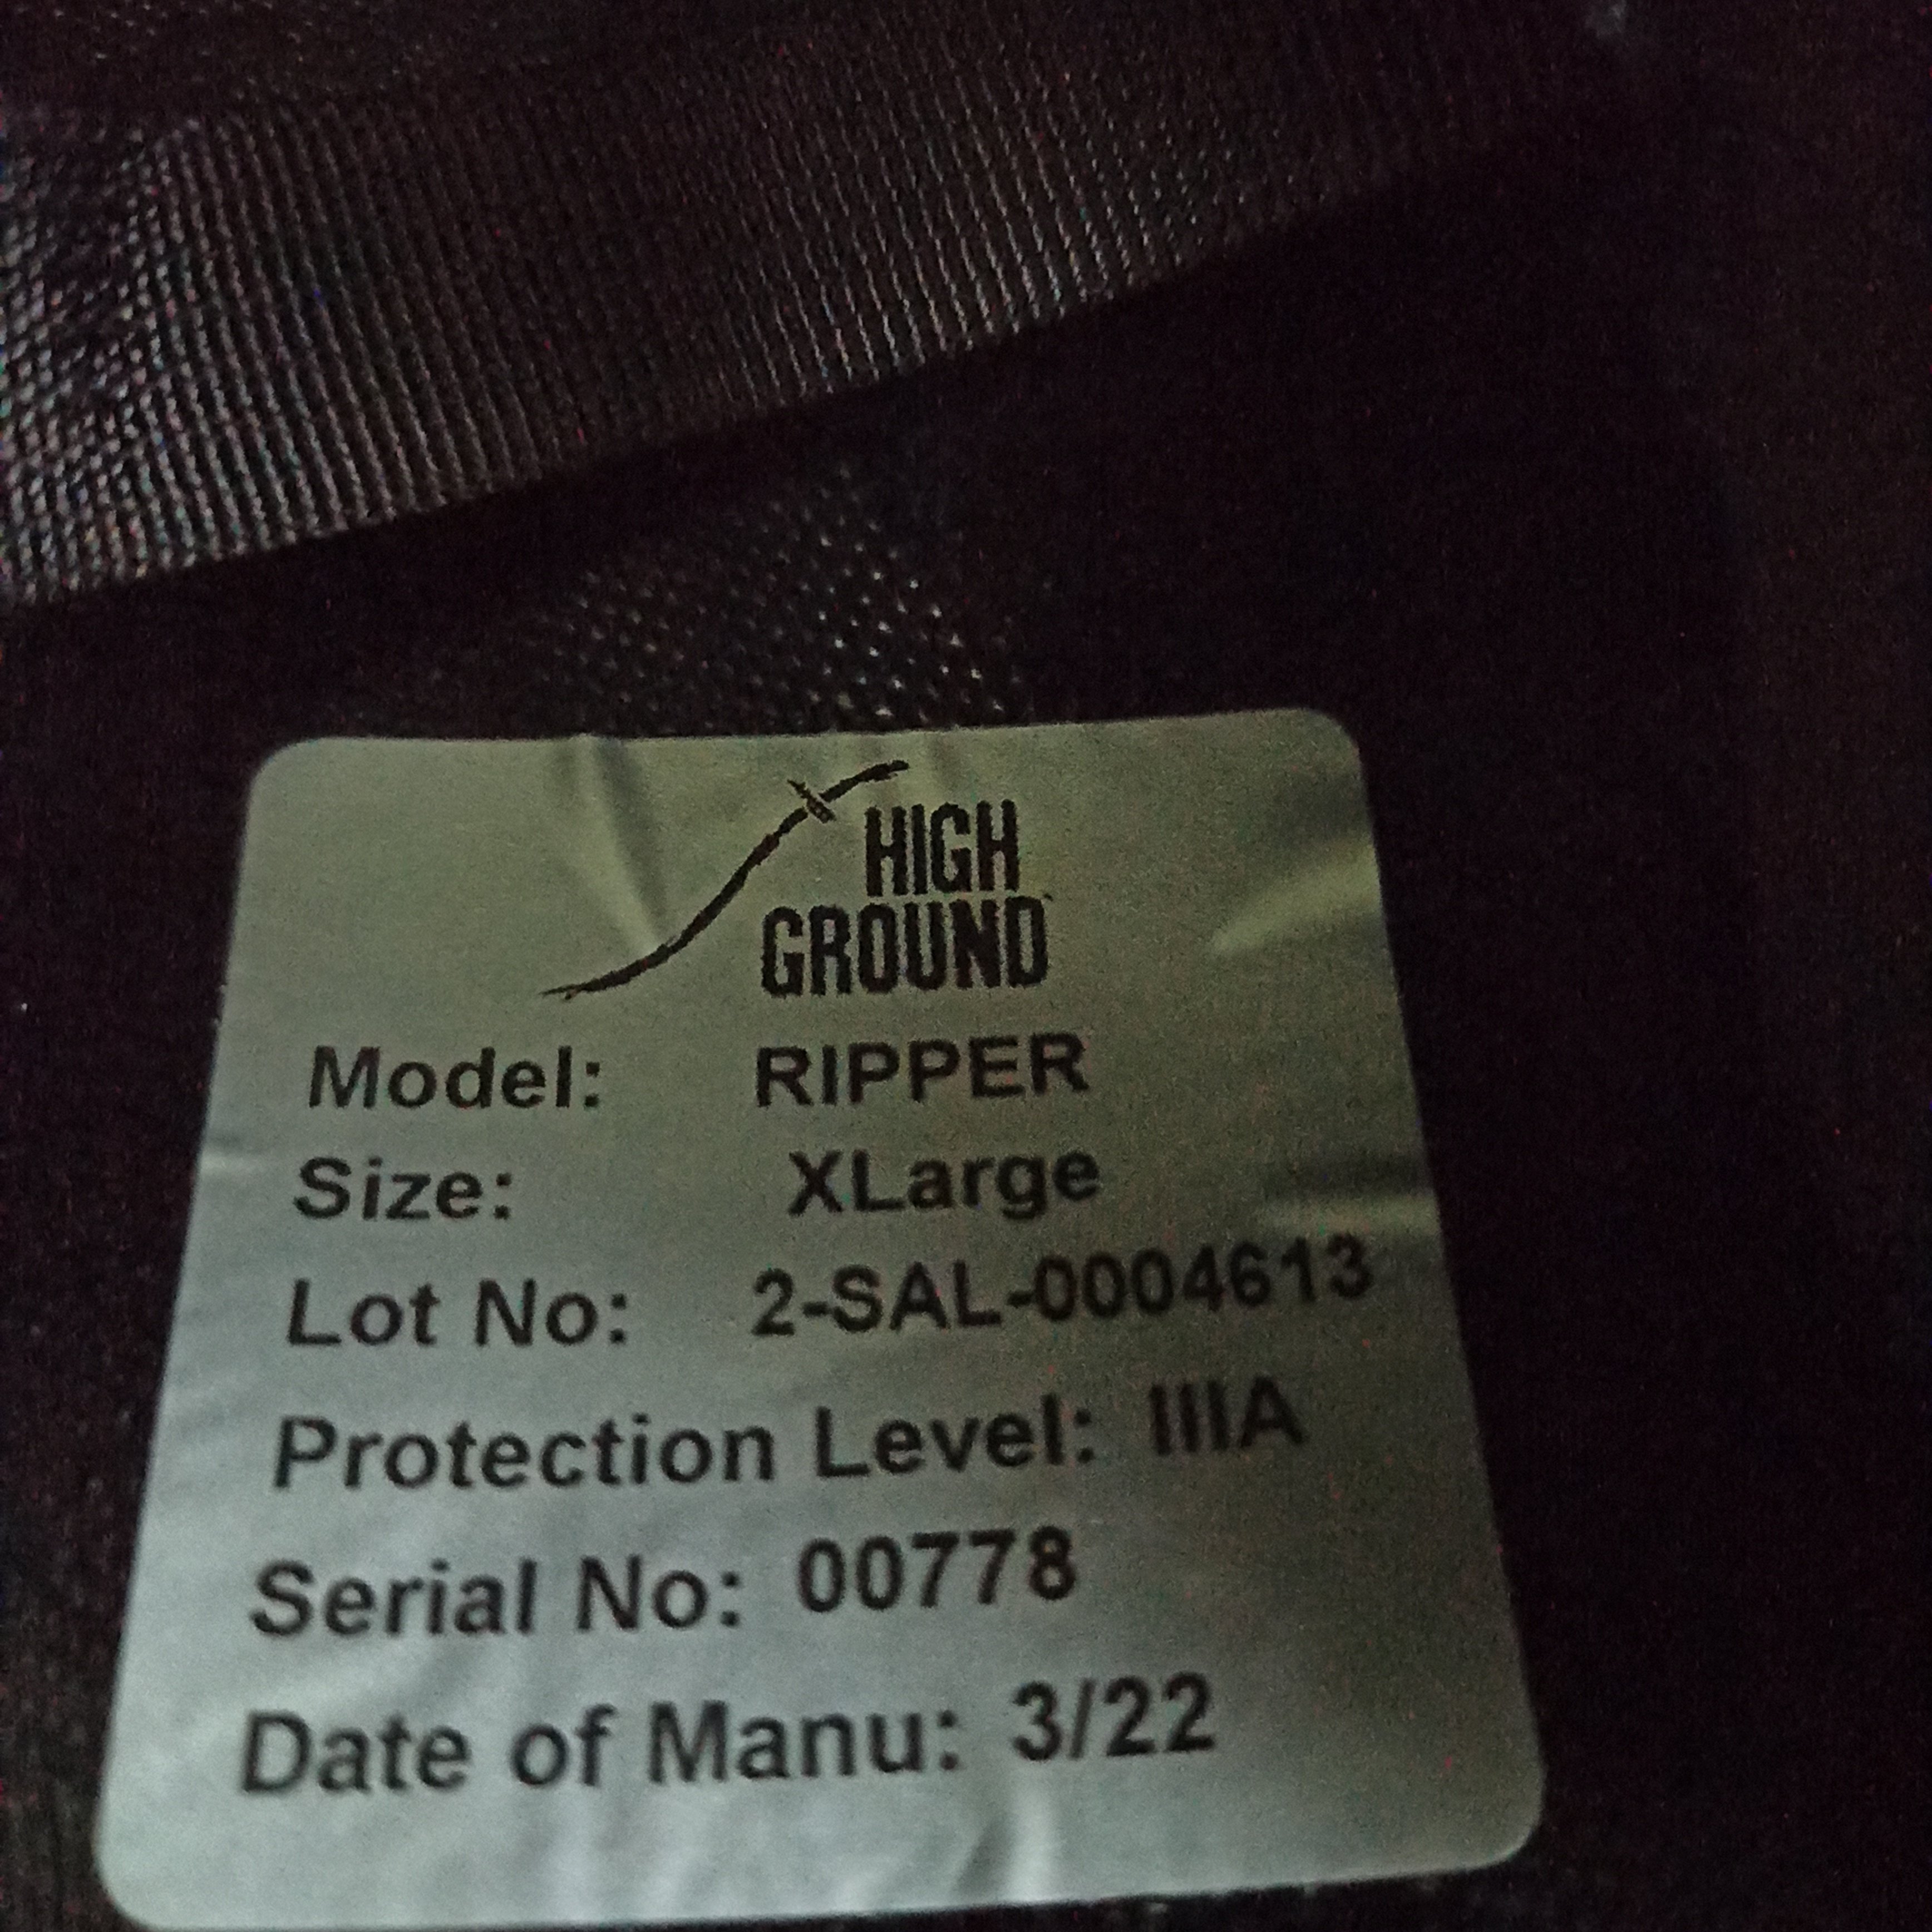 HIGH
GROUND
Model: RIPPER
Size: XLarge
Lot No: 2-SAL-0004613
Protection Level: IIIA
Serial No: 00778
Date of Manu: 3/22